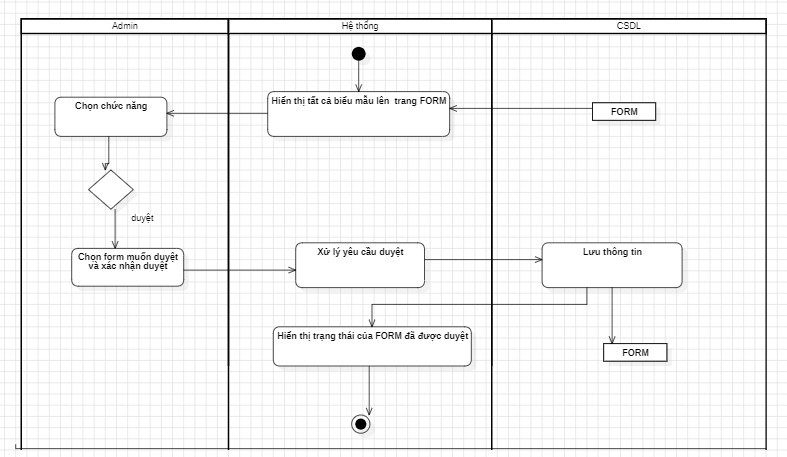 Admin
Hệ thống
CSDL
Chọn chức năng
Hiển thị tất cả biểu mẫu lên trang FORM
FORM
duyệt
Chọn form muốn duyệt
và xác nhận duyệt
Xử lý yêu cầu duyệt
Lưu thông tin
Hiển thị trạng thái của FORM đã được duyệt
FORM